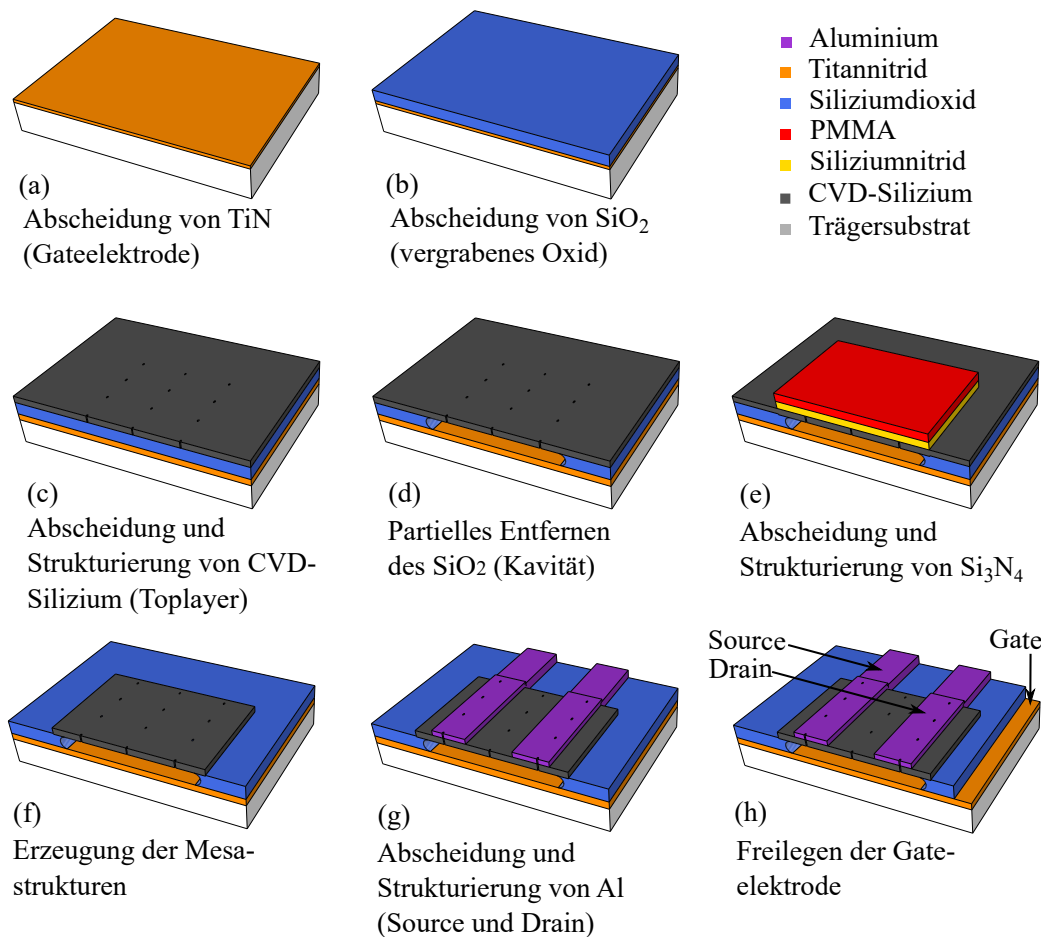 Aluminium
Titannitrid
Siliziumdioxid
PMMA
Siliziumnitrid
CVD-Silizium
Trägersubstrat
(a)
Abscheidung von TiN
(Gateelektrode)
(b)
Abscheidung von SiO₂
(vergrabenes Oxid)
(c)
Abscheidung und
Strukturierung von CVD-
Silizium (Toplayer)
(d)
Partielles Entfernen
des SiO2 (Kavität)
(e)
Abscheidung und
Strukturierung von Si₃N₄
(f)
Erzeugung der Mesa-
strukturen
(g)
Abscheidung und
Strukturierung von Al
(Source und Drain)
Source
Drain
Gate
(h)
Freilegen der Gate-
elektrode